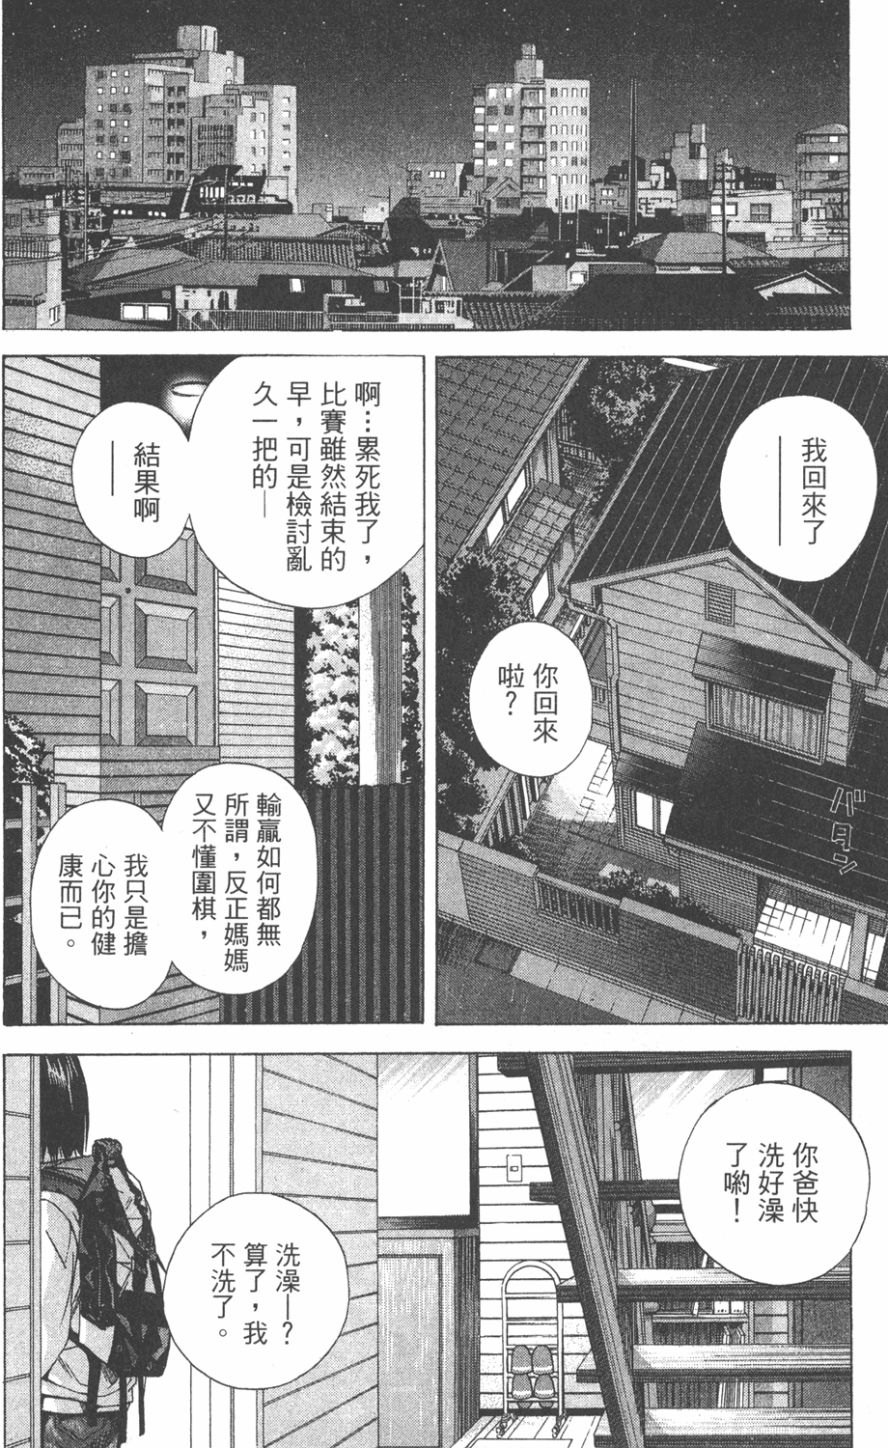 我回來了
——
你回來
啦？
バタン
啊…累死我了，
比賽雖然結束的
早，可是檢討亂
久一把的—
結果啊
——
輸贏如何都無
所謂，反正媽媽
又不懂圍棋，
我只是擔
心你的健
康而已。
你爸快
洗好澡
了喲！
洗澡—？
算了，我
不洗了。